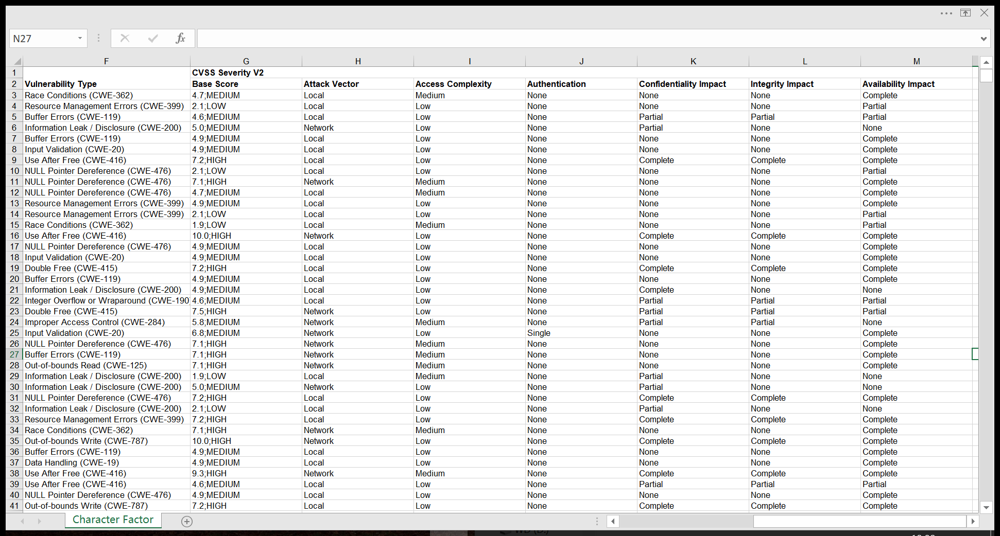 N27
fx
F G H I J K L M
1 CVSS Severity V2
2 Vulnerability Type Base Score Attack Vector Access Complexity Authentication Confidentiality Impact Integrity Impact Availability Impact
3 Race Conditions (CWE-362) 4.7;MEDIUM Local Medium None None None Complete
4 Resource Management Errors (CWE-399) 2.1;LOW Local Low None None None Partial
5 Buffer Errors (CWE-119) 4.6;MEDIUM Local Low None Partial Partial Partial
6 Information Leak / Disclosure (CWE-200) 5.0;MEDIUM Network Low None Partial None None
7 Buffer Errors (CWE-119) 4.9;MEDIUM Local Low None None None Complete
8 Input Validation (CWE-20) 4.9;MEDIUM Local Low None None None Complete
9 Use After Free (CWE-416) 7.2;HIGH Local Low None Complete Complete Complete
10 NULL Pointer Dereference (CWE-476) 2.1;LOW Local Low None None None Partial
11 NULL Pointer Dereference (CWE-476) 7.1;HIGH Network Medium None None None Complete
12 NULL Pointer Dereference (CWE-476) 4.7;MEDIUM Local Medium None None None Complete
13 Resource Management Errors (CWE-399) 4.9;MEDIUM Local Low None None None Complete
14 Resource Management Errors (CWE-399) 2.1;LOW Local Low None None None Partial
15 Race Conditions (CWE-362) 1.9;LOW Local Medium None None None Partial
16 Use After Free (CWE-416) 10.0;HIGH Network Low None Complete Complete Complete
17 NULL Pointer Dereference (CWE-476) 4.9;MEDIUM Local Low None None None Complete
18 Input Validation (CWE-20) 4.9;MEDIUM Local Low None None None Complete
19 Double Free (CWE-415) 7.2;HIGH Local Low None Complete Complete Complete
20 Buffer Errors (CWE-119) 4.9;MEDIUM Local Low None None None Complete
21 Information Leak / Disclosure (CWE-200) 4.9;MEDIUM Local Low None Complete None None
22 Integer Overflow or Wraparound (CWE-190 4.6;MEDIUM Local Low None Partial Partial Partial
23 Double Free (CWE-415) 7.5;HIGH Network Low None Partial Partial Partial
24 Improper Access Control (CWE-284) 5.8;MEDIUM Network Medium None Partial Partial None
25 Input Validation (CWE-20) 6.8;MEDIUM Network Low Single None None Complete
26 NULL Pointer Dereference (CWE-476) 7.1;HIGH Network Medium None None None Complete
27 Buffer Errors (CWE-119) 7.1;HIGH Network Medium None None None Complete
28 Out-of-bounds Read (CWE-125) 7.1;HIGH Network Medium None None None Complete
29 Information Leak / Disclosure (CWE-200) 1.9;LOW Local Medium None Partial None None
30 Information Leak / Disclosure (CWE-200) 5.0;MEDIUM Network Low None Partial None None
31 NULL Pointer Dereference (CWE-476) 7.2;HIGH Local Low None Complete Complete Complete
32 Information Leak / Disclosure (CWE-200) 2.1;LOW Local Low None Partial None None
33 Resource Management Errors (CWE-399) 7.2;HIGH Local Low None Complete Complete Complete
34 Race Conditions (CWE-362) 7.1;HIGH Network Medium None None None Complete
35 Out-of-bounds Write (CWE-787) 10.0;HIGH Network Low None Complete Complete Complete
36 Buffer Errors (CWE-119) 4.9;MEDIUM Local Low None None None Complete
37 Data Handling (CWE-19) 4.9;MEDIUM Local Low None None None Complete
38 Use After Free (CWE-416) 9.3;HIGH Network Medium None Complete Complete Complete
39 Use After Free (CWE-416) 4.6;MEDIUM Local Low None Partial Partial Partial
40 NULL Pointer Dereference (CWE-476) 4.9;MEDIUM Local Low None None None Complete
41 Out-of-bounds Write (CWE-787) 7.2;HIGH Local Low None Complete Complete Complete
Character Factor